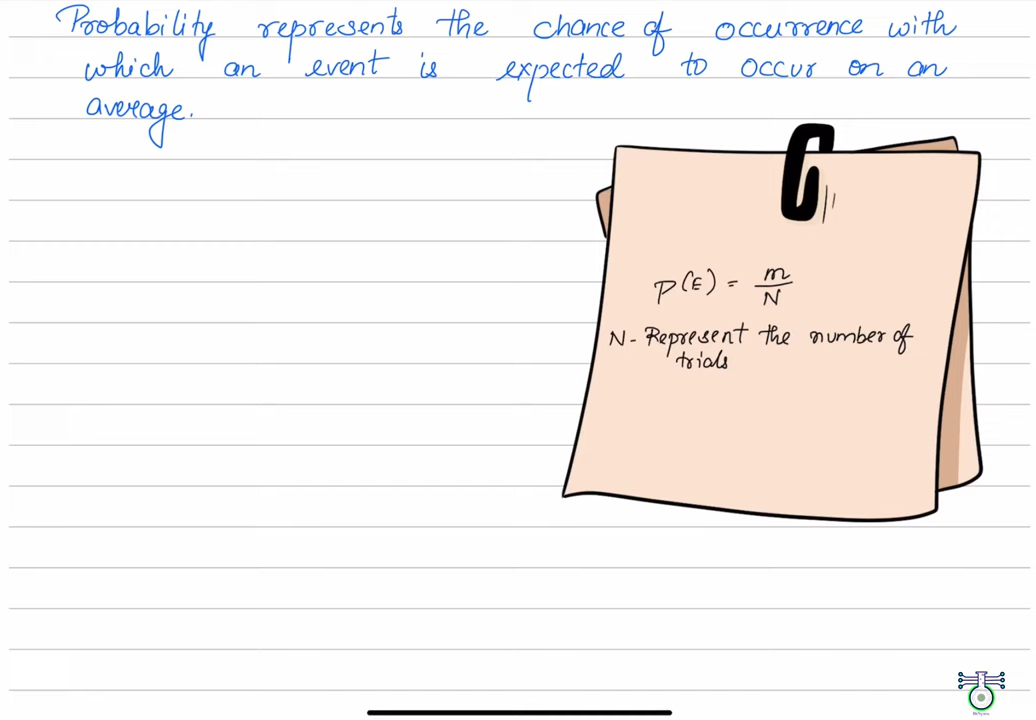 Probability represents the chance of occurrence with
which an event is expected to occur on an
average.
P(E) = m/N
N - Represent the number of
trials